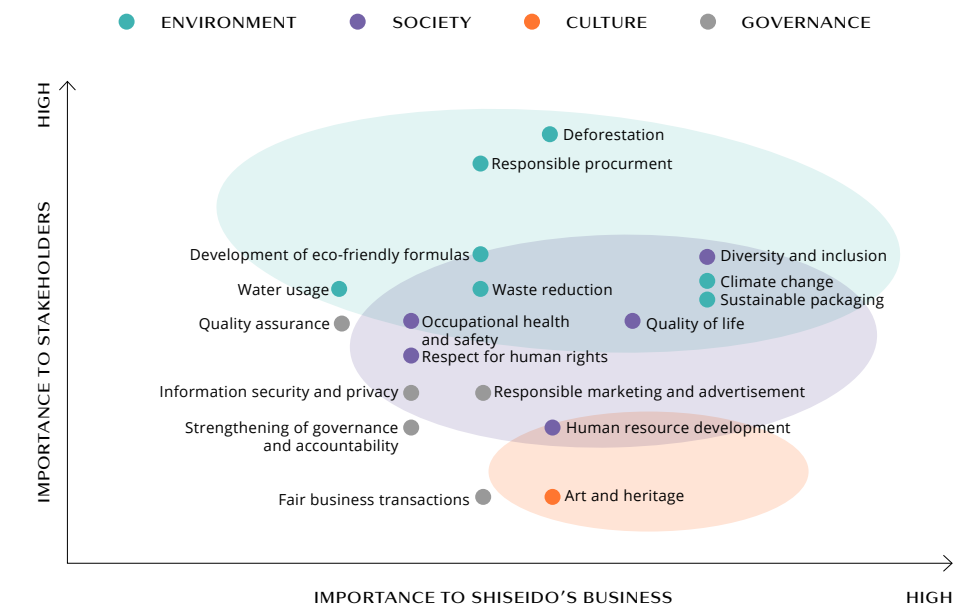 ENVIRONMENT
SOCIETY
CULTURE
GOVERNANCE
HIGH
IMPORTANCE TO STAKEHOLDERS
Deforestation
Responsible procurment
Development of eco-friendly formulas
Diversity and inclusion
Climate change
Water usage
Waste reduction
Sustainable packaging
Quality assurance
Occupational health
and safety
Quality of life
Respect for human rights
Information security and privacy
Responsible marketing and advertisement
Strengthening of governance
and accountability
Human resource development
Fair business transactions
Art and heritage
IMPORTANCE TO SHISEIDO'S BUSINESS
HIGH